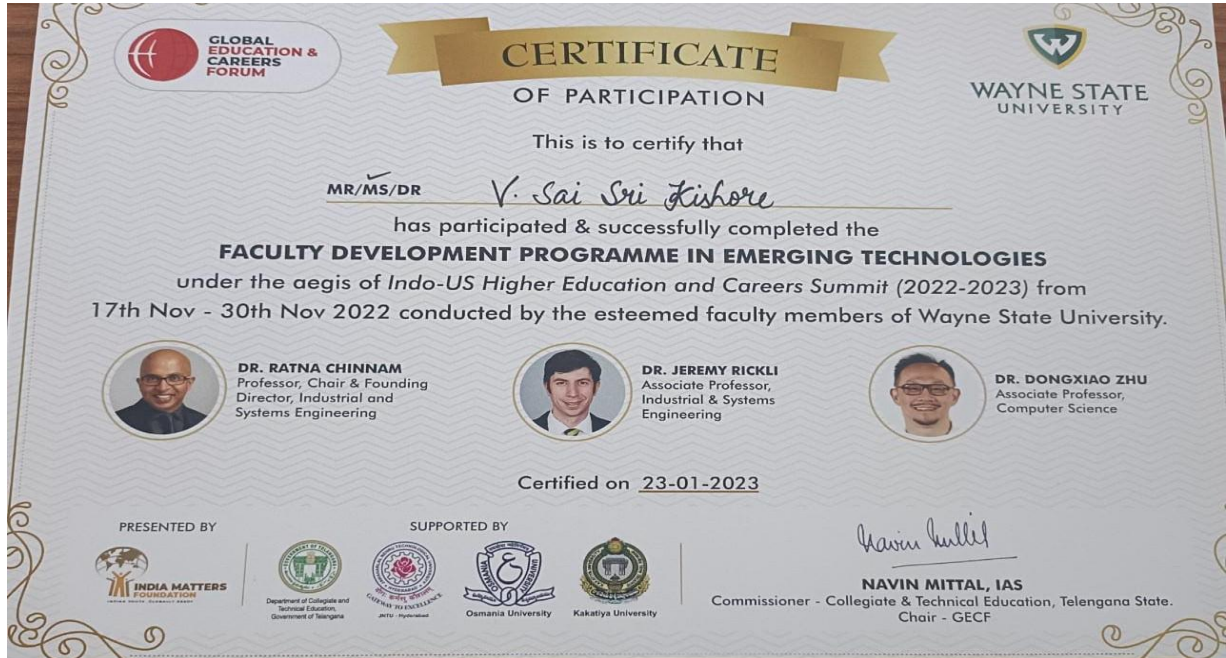 GLOBAL
EDUCATION &
CAREERS
FORUM
CERTIFICATE
OF PARTICIPATION
WAYNE STATE
UNIVERSITY
This is to certify that
MR/MS/DR V. Sai Sri Kishore
has participated & successfully completed the
FACULTY DEVELOPMENT PROGRAMME IN EMERGING TECHNOLOGIES
under the aegis of Indo-US Higher Education and Careers Summit (2022-2023) from
17th Nov - 30th Nov 2022 conducted by the esteemed faculty members of Wayne State University.
DR. RATNA CHINNAM
Professor, Chair & Founding
Director, Industrial and
Systems Engineering
DR. JEREMY RICKLI
Associate Professor,
Industrial & Systems
Engineering
DR. DONGXIAO ZHU
Associate Professor,
Computer Science
Certified on 23-01-2023
PRESENTED BY
INDIA MATTERS
FOUNDATION
SUPPORTED BY
Department of Collegiate and
Technical Education,
Government of Telangana
GATEWAY TO EXCELLENCE
JNTU - Hyderabad
Osmania University
Kakatiya University
Navin Mittal
NAVIN MITTAL, IAS
Commissioner - Collegiate & Technical Education, Telengana State.
Chair - GECF